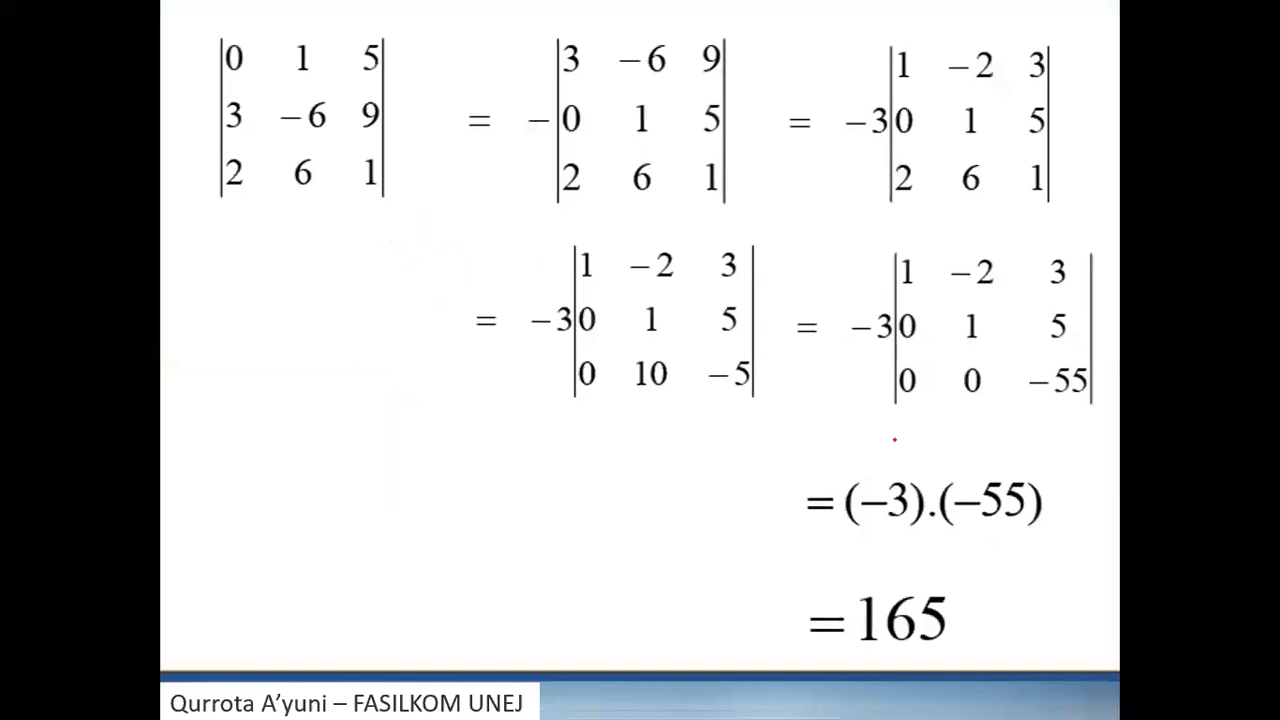 |0 1 5|
|3 −6 9|
|2 6 1|
= −
|3 −6 9|
|0 1 5|
|2 6 1|
= −3
|1 −2 3|
|0 1 5|
|2 6 1|
= −3
|1 −2 3|
|0 1 5|
|0 10 −5|
= −3
|1 −2 3|
|0 1 5|
|0 0 −55|
= (−3).(−55)
= 165
Qurrota A’yuni – FASILKOM UNEJ